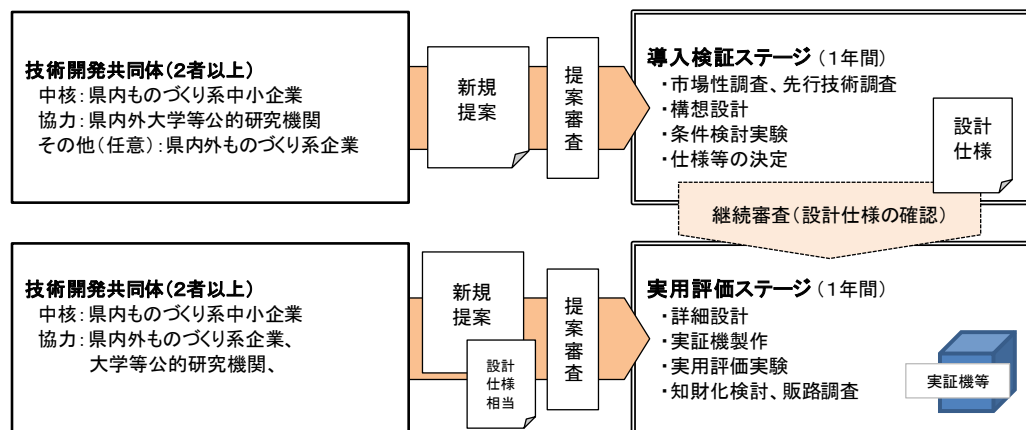 技術開発共同体(2者以上)
中核:県内ものづくり系中小企業
協力:県内外大学等公的研究機関
その他(任意):県内外ものづくり系企業
新規
提案
提案審査
導入検証ステージ(1年間)
・市場性調査、先行技術調査
・構想設計
・条件検討実験
・仕様等の決定
設計
仕様
継続審査(設計仕様の確認)
技術開発共同体(2者以上)
中核:県内ものづくり系中小企業
協力:県内外ものづくり系企業、
大学等公的研究機関、
新規
提案
設計
仕様
相当
提案審査
実用評価ステージ(1年間)
・詳細設計
・実証機製作
・実用評価実験
・知財化検討、販路調査
実証機等